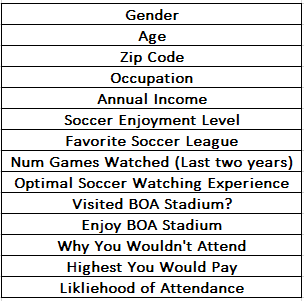 Gender
Age
Zip Code
Occupation
Annual Income
Soccer Enjoyment Level
Favorite Soccer League
Num Games Watched (Last two years)
Optimal Soccer Watching Experience
Visited BOA Stadium?
Enjoy BOA Stadium
Why You Wouldn't Attend
Highest You Would Pay
Likliehood of Attendance